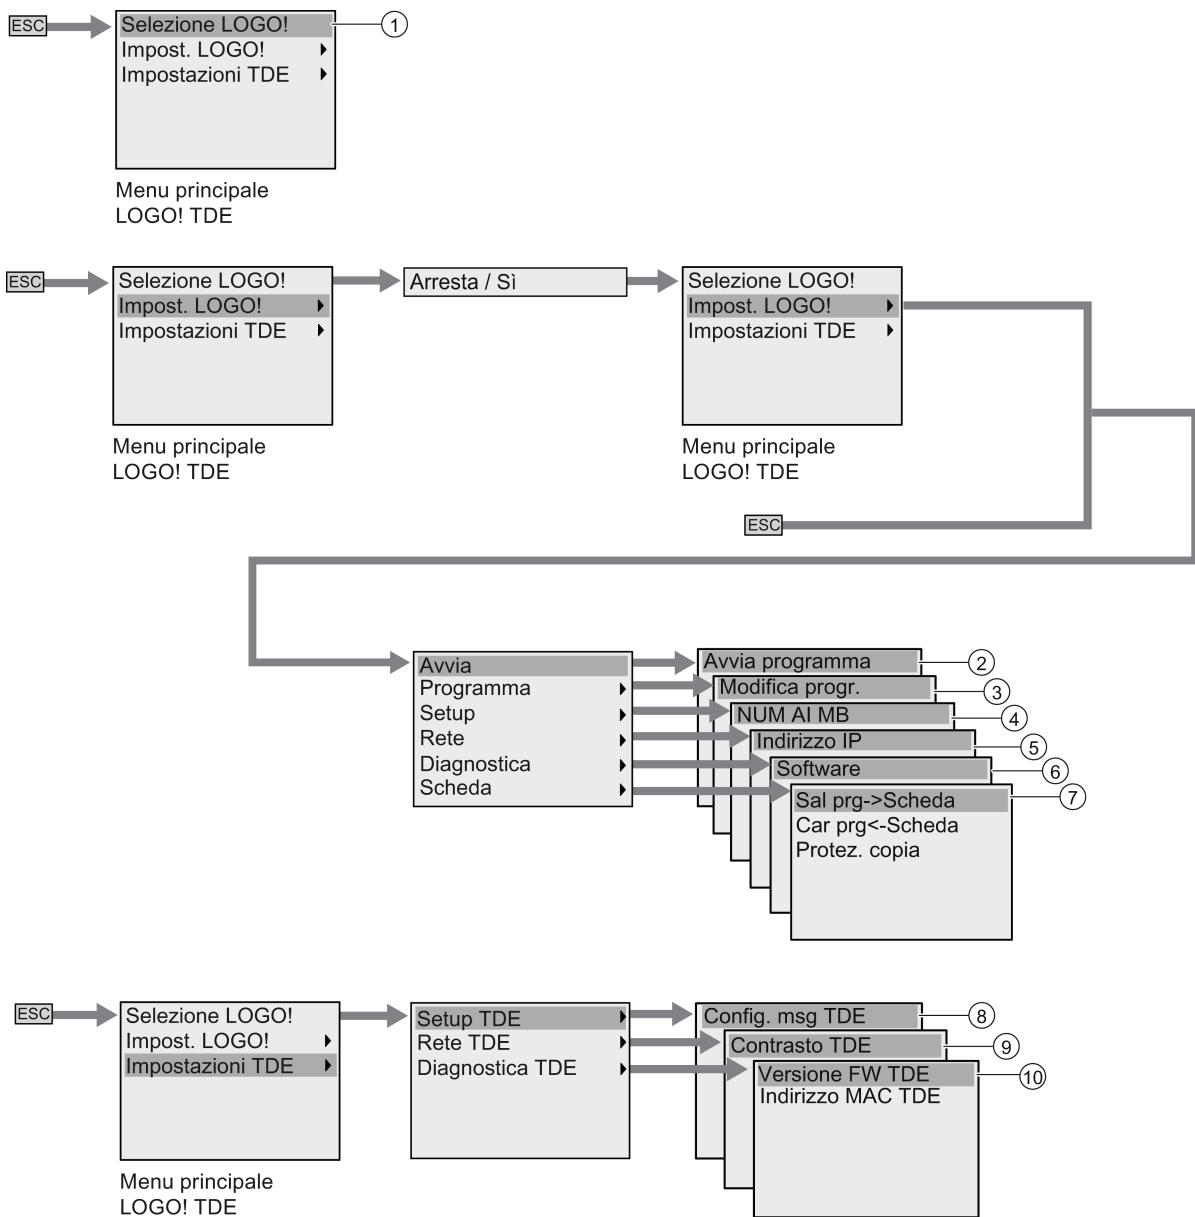 ESC
Selezione LOGO!
1
Impost. LOGO!
Impostazioni TDE
Menu principale
LOGO! TDE
ESC
Selezione LOGO!
Impost. LOGO!
Impostazioni TDE
Menu principale
LOGO! TDE
Arresta / Sì
Selezione LOGO!
Impost. LOGO!
Impostazioni TDE
Menu principale
LOGO! TDE
ESC
Avvia
Programma
Setup
Rete
Diagnostica
Scheda
Avvia programma
2
Modifica progr.
3
NUM AI MB
4
Indirizzo IP
5
Software
6
Sal prg->Scheda
7
Car prg<-Scheda
Protez. copia
ESC
Selezione LOGO!
Impost. LOGO!
Impostazioni TDE
Menu principale
LOGO! TDE
Setup TDE
Rete TDE
Diagnostica TDE
Config. msg TDE
8
Contrasto TDE
9
Versione FW TDE
10
Indirizzo MAC TDE